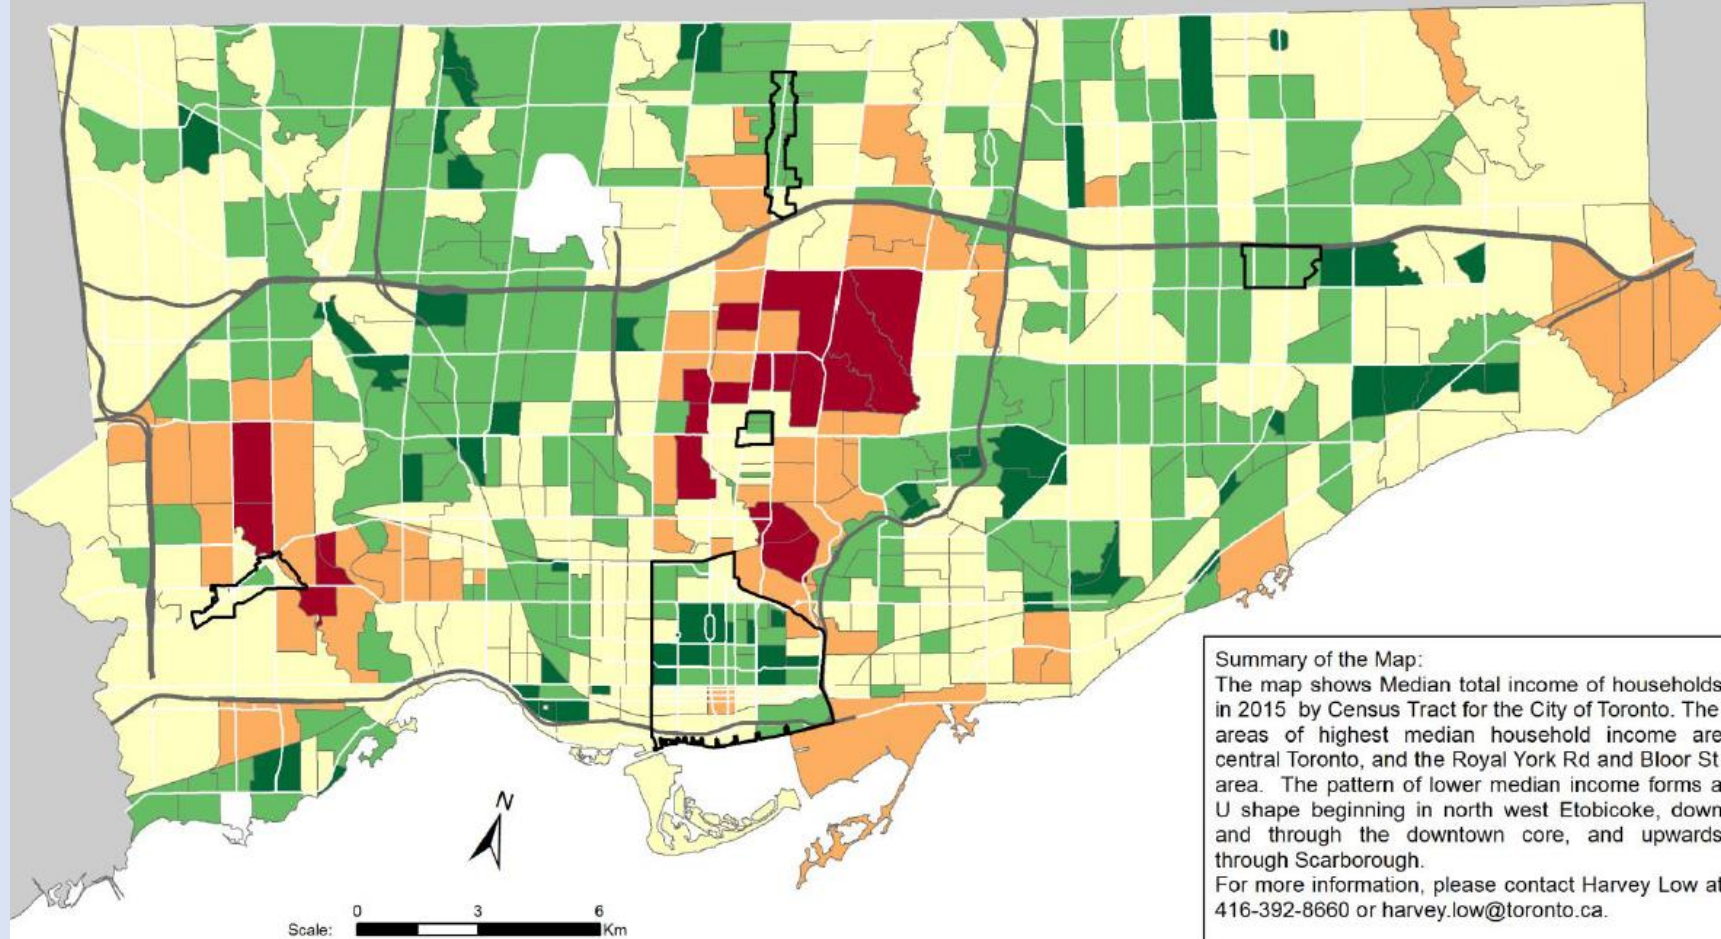 N
Scale:
0 3 6
Km
Summary of the Map:
The map shows Median total income of households
in 2015 by Census Tract for the City of Toronto. The
areas of highest median household income are
central Toronto, and the Royal York Rd and Bloor St
area. The pattern of lower median income forms a
U shape beginning in north west Etobicoke, down
and through the downtown core, and upwards
through Scarborough.
For more information, please contact Harvey Low at
416-392-8660 or harvey.low@toronto.ca.